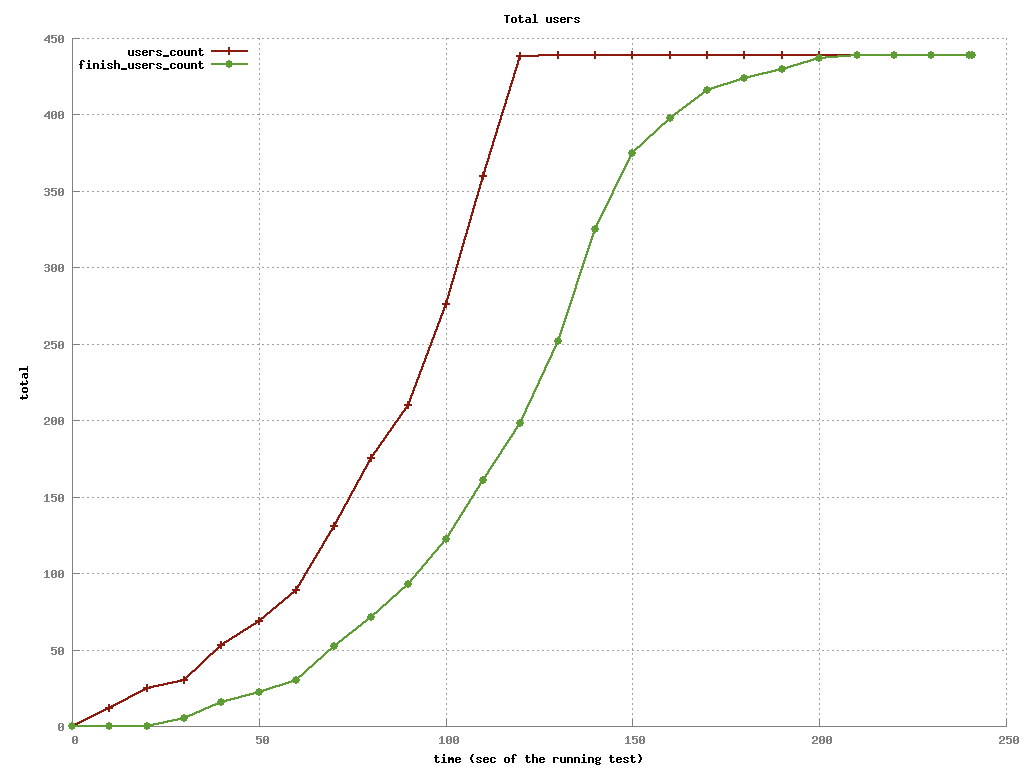 Total users
users_count
finish_users_count
450
400
350
300
250
200
150
100
50
0
total
0 50 100 150 200 250
time (sec of the running test)